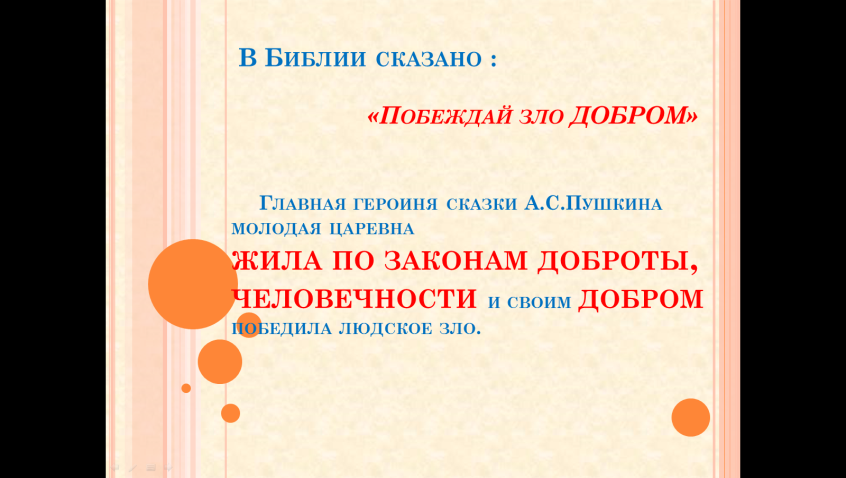 В Библии сказано :
«Побеждай зло ДОБРОМ»
Главная героиня сказки А.С.Пушкина
молодая царевна
ЖИЛА ПО ЗАКОНАМ ДОБРОТЫ,
ЧЕЛОВЕЧНОСТИ и своим ДОБРОМ
победила людское зло.